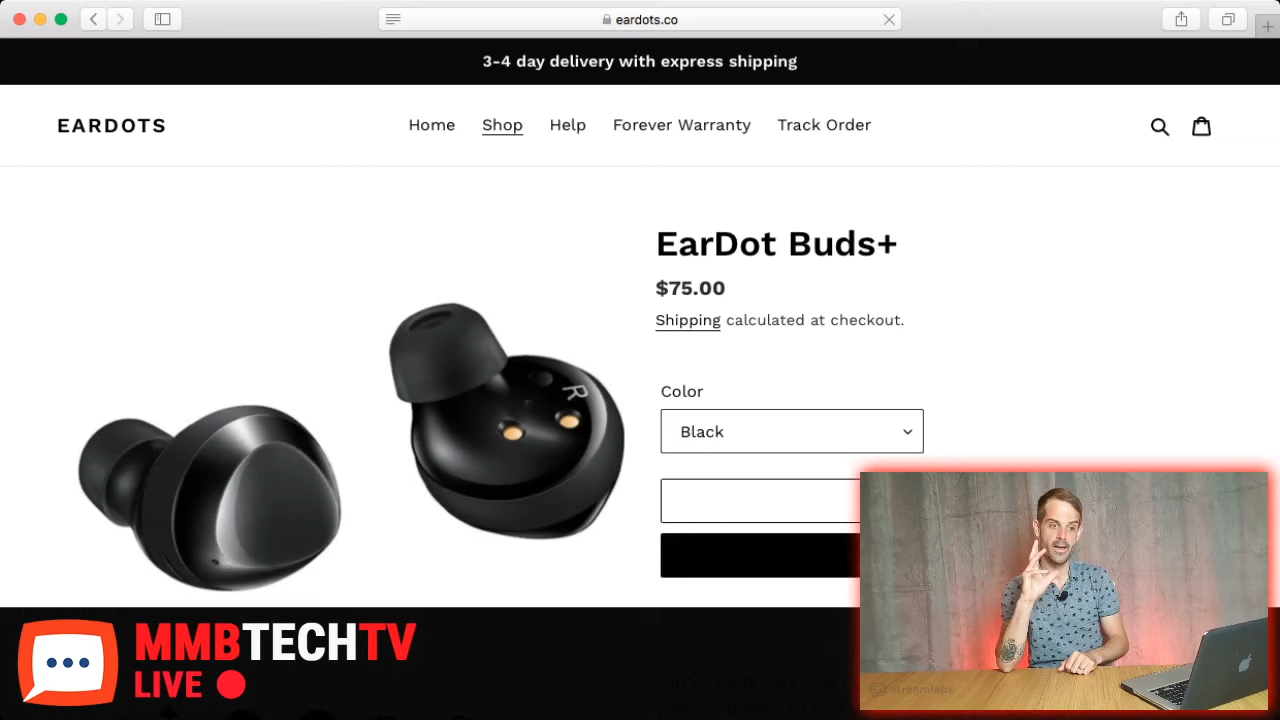 eardots.co
3-4 day delivery with express shipping
EARDOTS
Home Shop Help Forever Warranty Track Order
EarDot Buds+
$75.00
Shipping calculated at checkout.
R
Color
Black
MMBTECHTV
LIVE
streamlabs